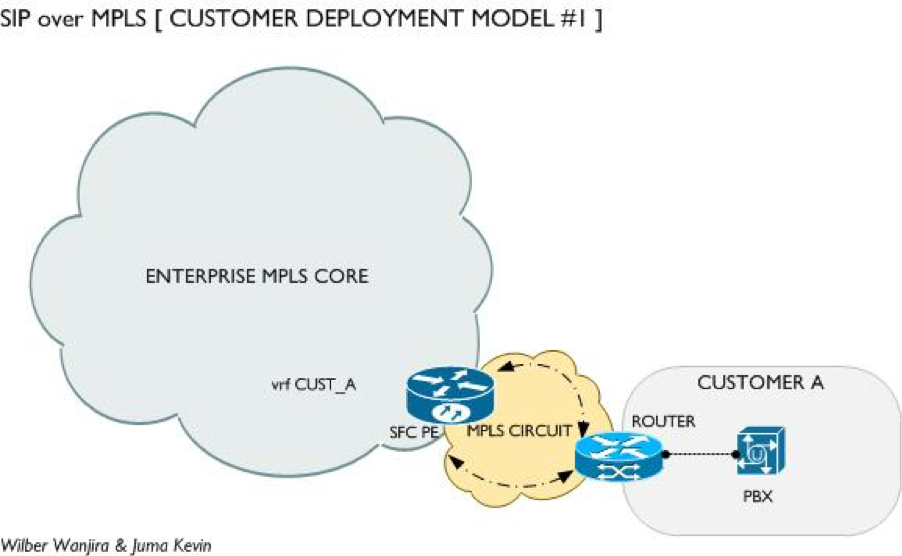 SIP over MPLS [ CUSTOMER DEPLOYMENT MODEL #1 ]
ENTERPRISE MPLS CORE
vrf CUST_A
SFC PE
MPLS CIRCUIT
CUSTOMER A
ROUTER
U
PBX
Wilber Wanjira & Juma Kevin